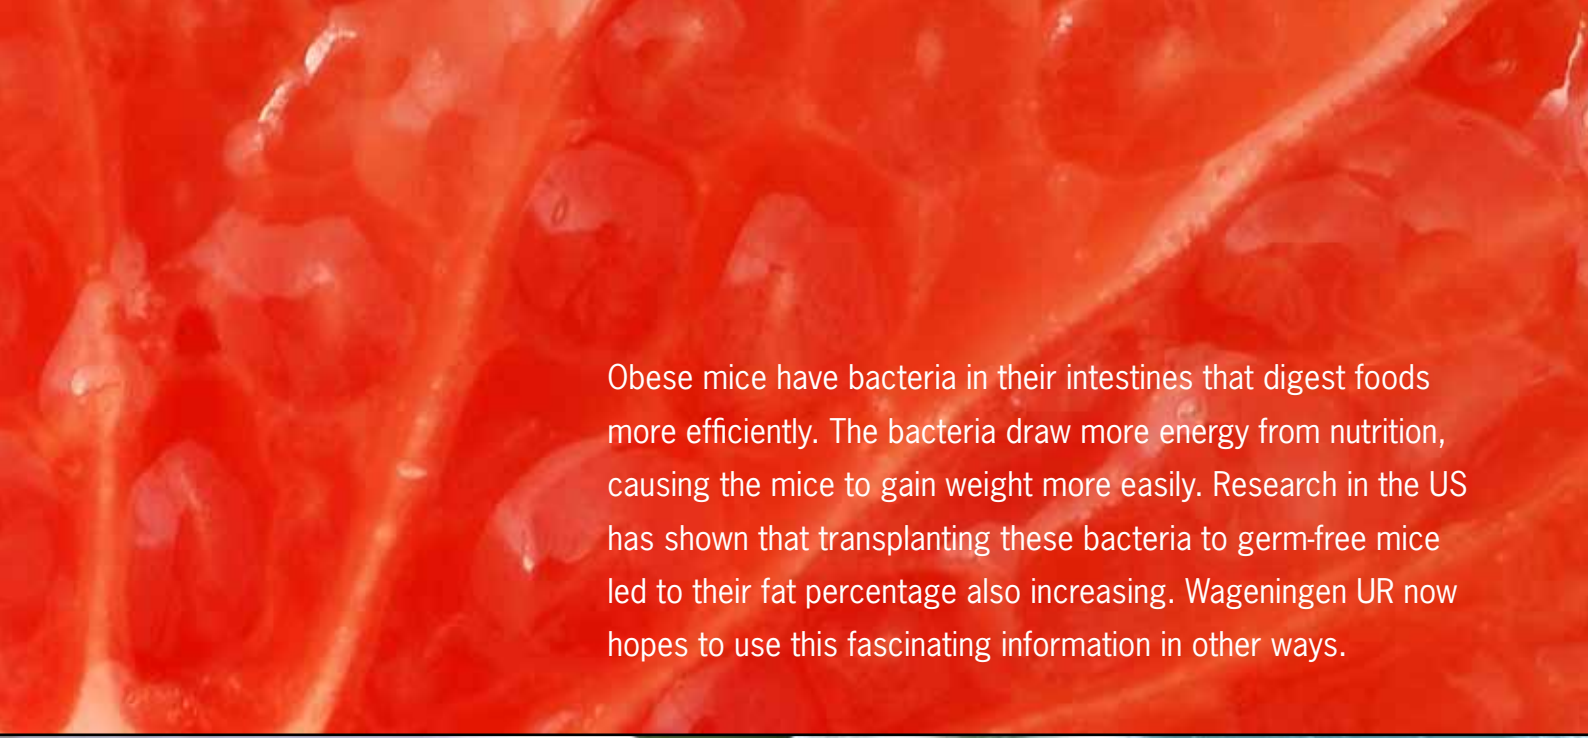 Obese mice have bacteria in their intestines that digest foods
more efficiently. The bacteria draw more energy from nutrition,
causing the mice to gain weight more easily. Research in the US
has shown that transplanting these bacteria to germ-free mice
led to their fat percentage also increasing. Wageningen UR now
hopes to use this fascinating information in other ways.